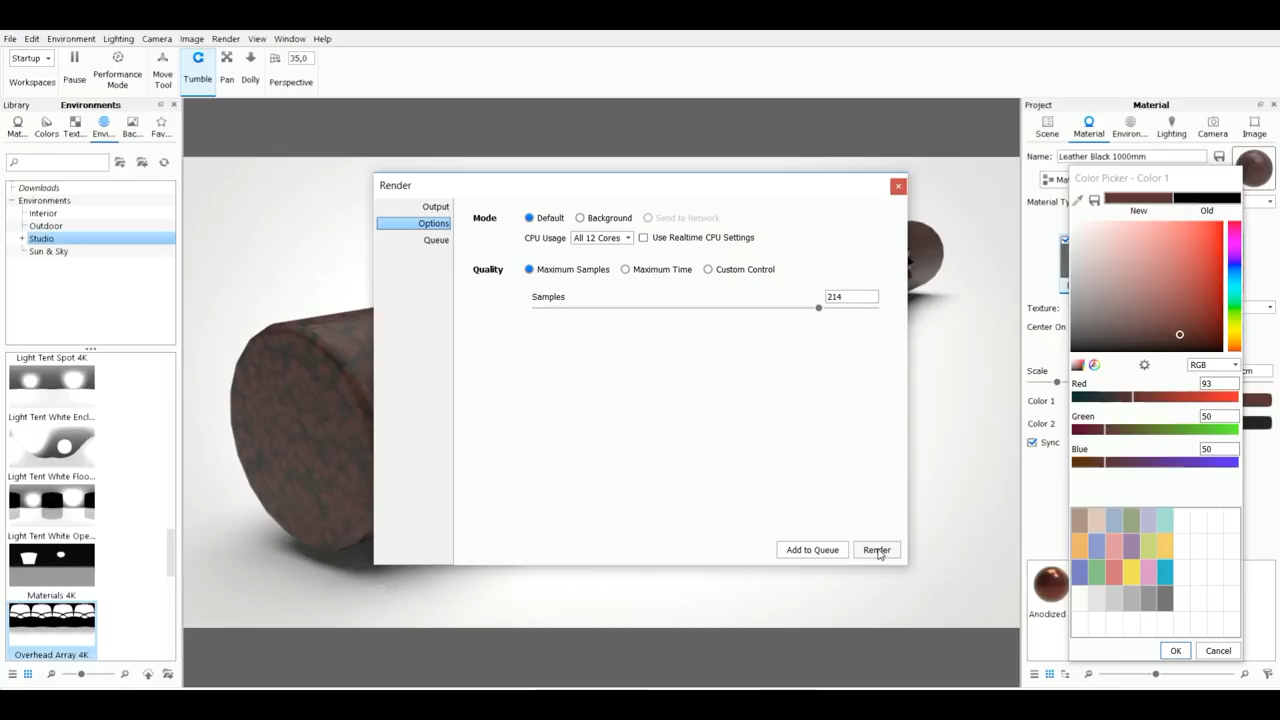 File Edit Environment Lighting Camera Image Render View Window Help
Startup 35,0
Workspaces Pause Performance Mode Move Tool Tumble Pan Dolly Perspective
Library Environments
Mat... Colors Text... Envi... Bac... Fav...
Downloads
Environments
Interior
Outdoor
Studio
Sun & Sky
Light Tent Spot 4K
Light Tent White Encl...
Light Tent White Floo...
Light Tent White Ope...
Materials 4K
Overhead Array 4K
Render
Output
Options
Queue
Mode Default Background Send to Network
CPU Usage All 12 Cores Use Realtime CPU Settings
Quality Maximum Samples Maximum Time Custom Control
Samples 214
Add to Queue Render
Project Material
Scene Material Environ... Lighting Camera Image
Name: Leather Black 1000mm
Material Ty
Texture:
Center On
Scale cm
Color 1
Color 2
Sync
Anodized
Color Picker - Color 1
New Old
RGB
Red 93
Green 50
Blue 50
OK Cancel